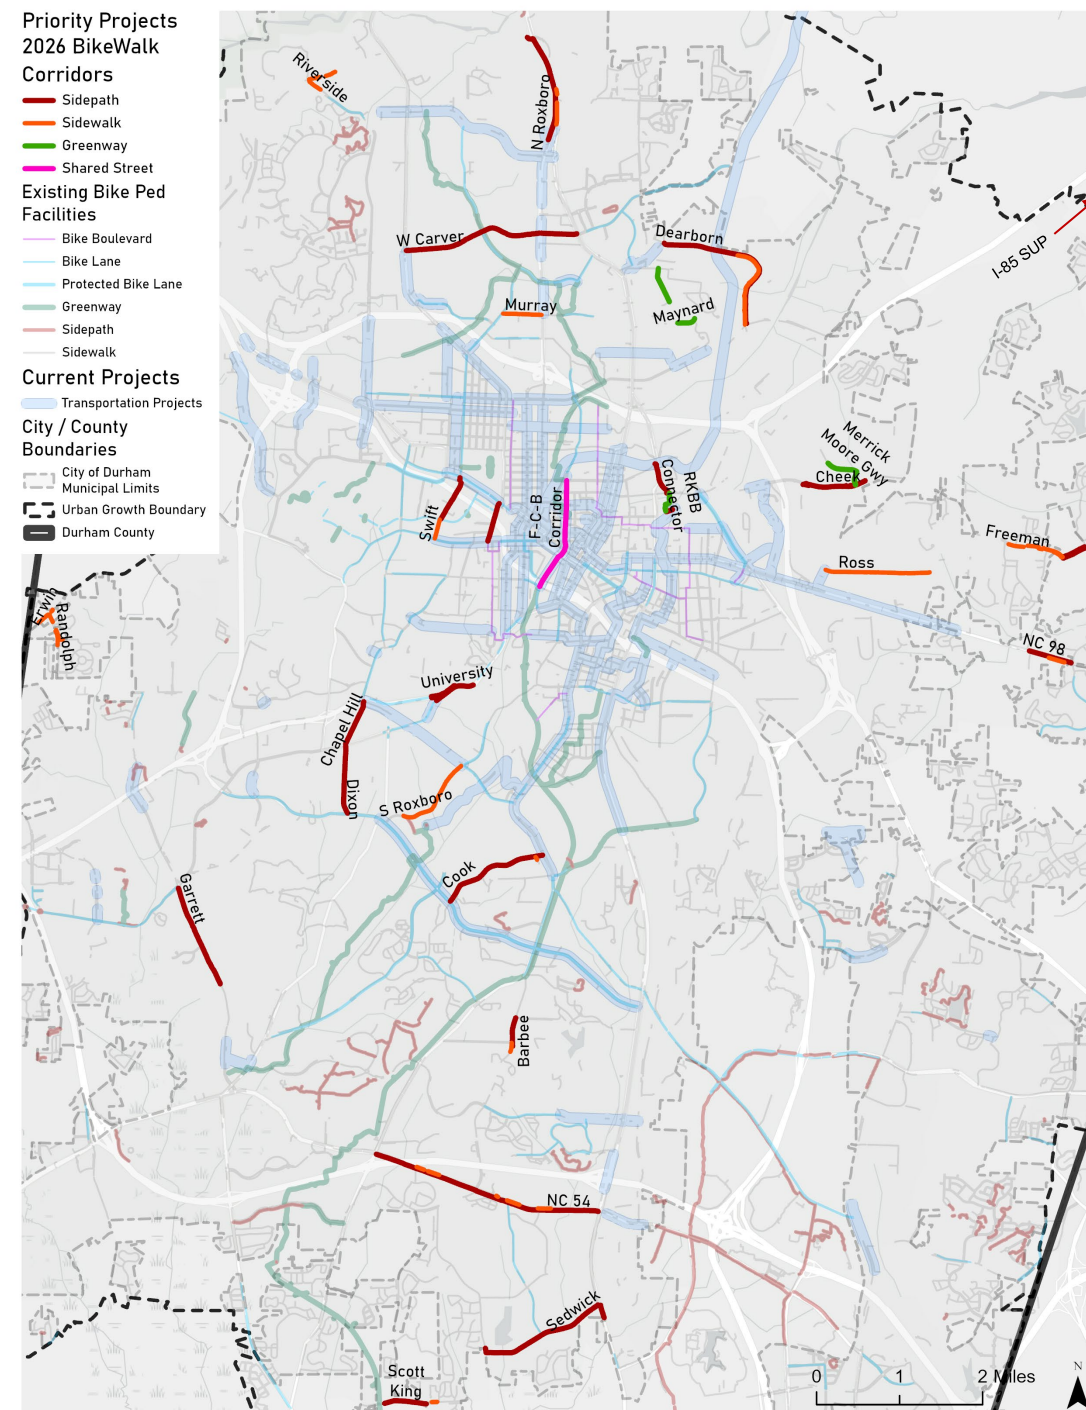 Priority Projects
2026 BikeWalk
Corridors
Sidepath
Sidewalk
Greenway
Shared Street
Existing Bike Ped
Facilities
Bike Boulevard
Bike Lane
Protected Bike Lane
Greenway
Sidepath
Sidewalk
Current Projects
Transportation Projects
City / County
Boundaries
City of Durham
Municipal Limits
Urban Growth Boundary
Durham County
Riverside
N Roxboro
W Carver
Dearborn
I-85 SUP
Murray
Maynard
Merrick
Moore Gwy
Cheek
RKBB
Connector
F-C-B
Corridor
Swift
Freeman
Ross
Erwin
Randolph
NC 98
University
Chapel Hill
Dixon
S Roxboro
Cook
Garrett
Barbee
NC 54
Sedwick
Scott
King
0 1 2 Miles
N